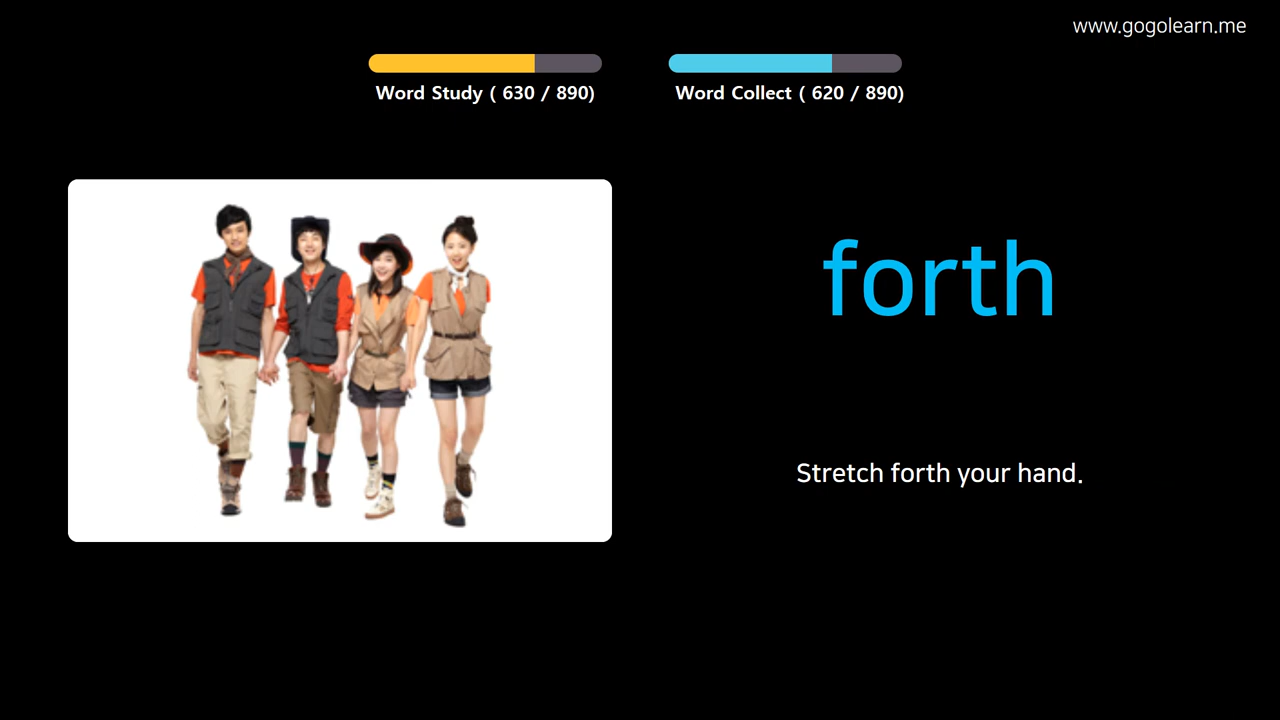 www.gogolearn.me
Word Study ( 630 / 890)
Word Collect ( 620 / 890)
forth
Stretch forth your hand.